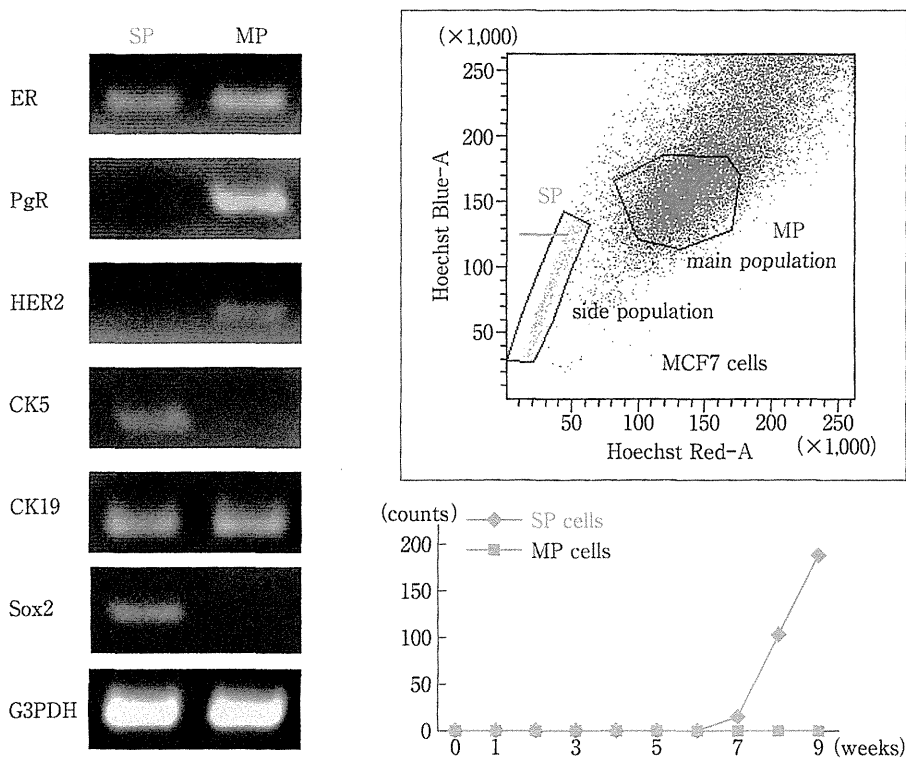 SP MP
ER
PgR
HER2
CK5
CK19
Sox2
G3PDH
(×1,000)
250
200
150
100
50
Hoechst Blue-A
SP
MP
main population
side population
MCF7 cells
50 100 150 200 250
Hoechst Red-A (×1,000)
(counts)
SP cells
MP cells
200
100
0
0 1 3 5 7 9 (weeks)